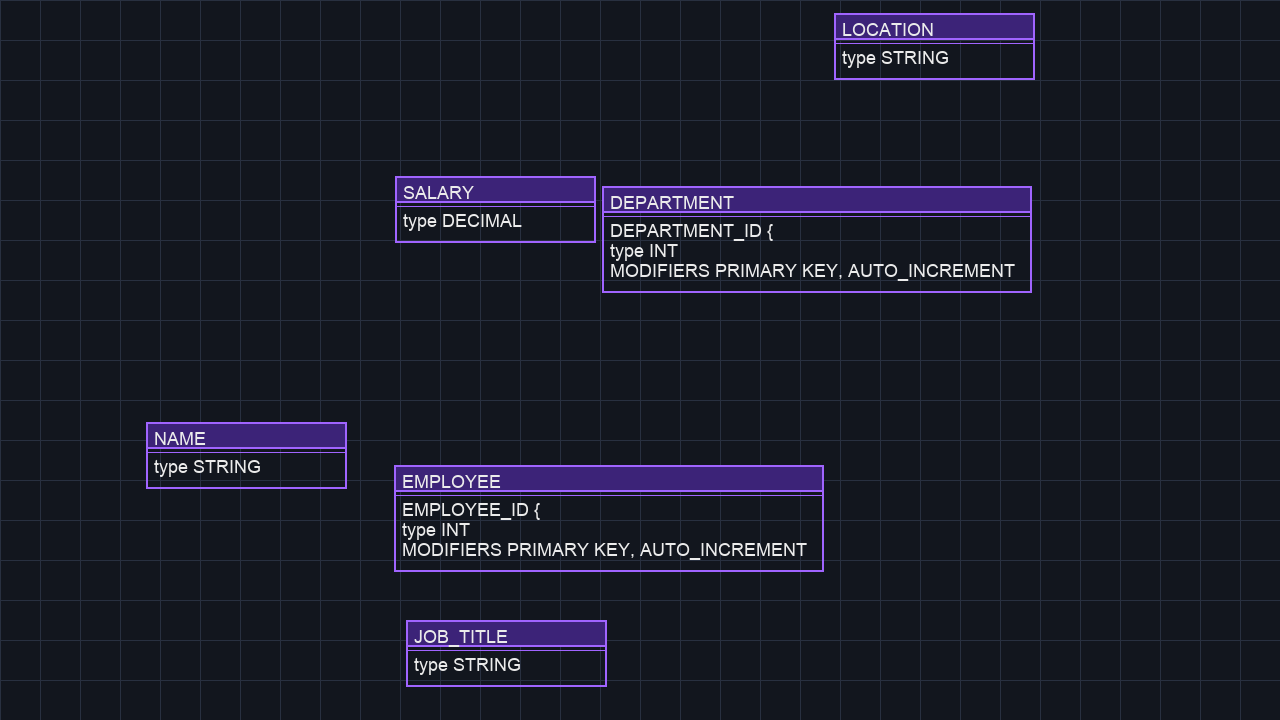 LOCATION
type STRING
SALARY
type DECIMAL
DEPARTMENT
DEPARTMENT_ID {
type INT
MODIFIERS PRIMARY KEY, AUTO_INCREMENT
NAME
type STRING
EMPLOYEE
EMPLOYEE_ID {
type INT
MODIFIERS PRIMARY KEY, AUTO_INCREMENT
JOB_TITLE
type STRING